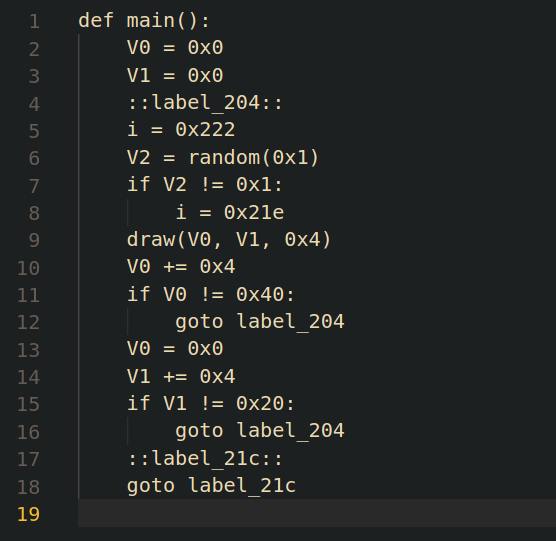 1 def main():
2 V0 = 0x0
3 V1 = 0x0
4 ::label_204::
5 i = 0x222
6 V2 = random(0x1)
7 if V2 != 0x1:
8 i = 0x21e
9 draw(V0, V1, 0x4)
10 V0 += 0x4
11 if V0 != 0x40:
12 goto label_204
13 V0 = 0x0
14 V1 += 0x4
15 if V1 != 0x20:
16 goto label_204
17 ::label_21c::
18 goto label_21c
19